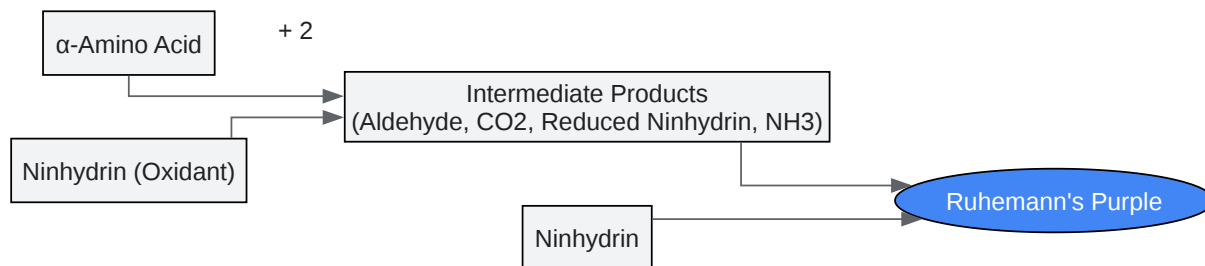 α-Amino Acid
+ 2
Ninhydrin (Oxidant)
Intermediate Products
(Aldehyde, CO2, Reduced Ninhydrin, NH3)
Ninhydrin
Ruhemann's Purple